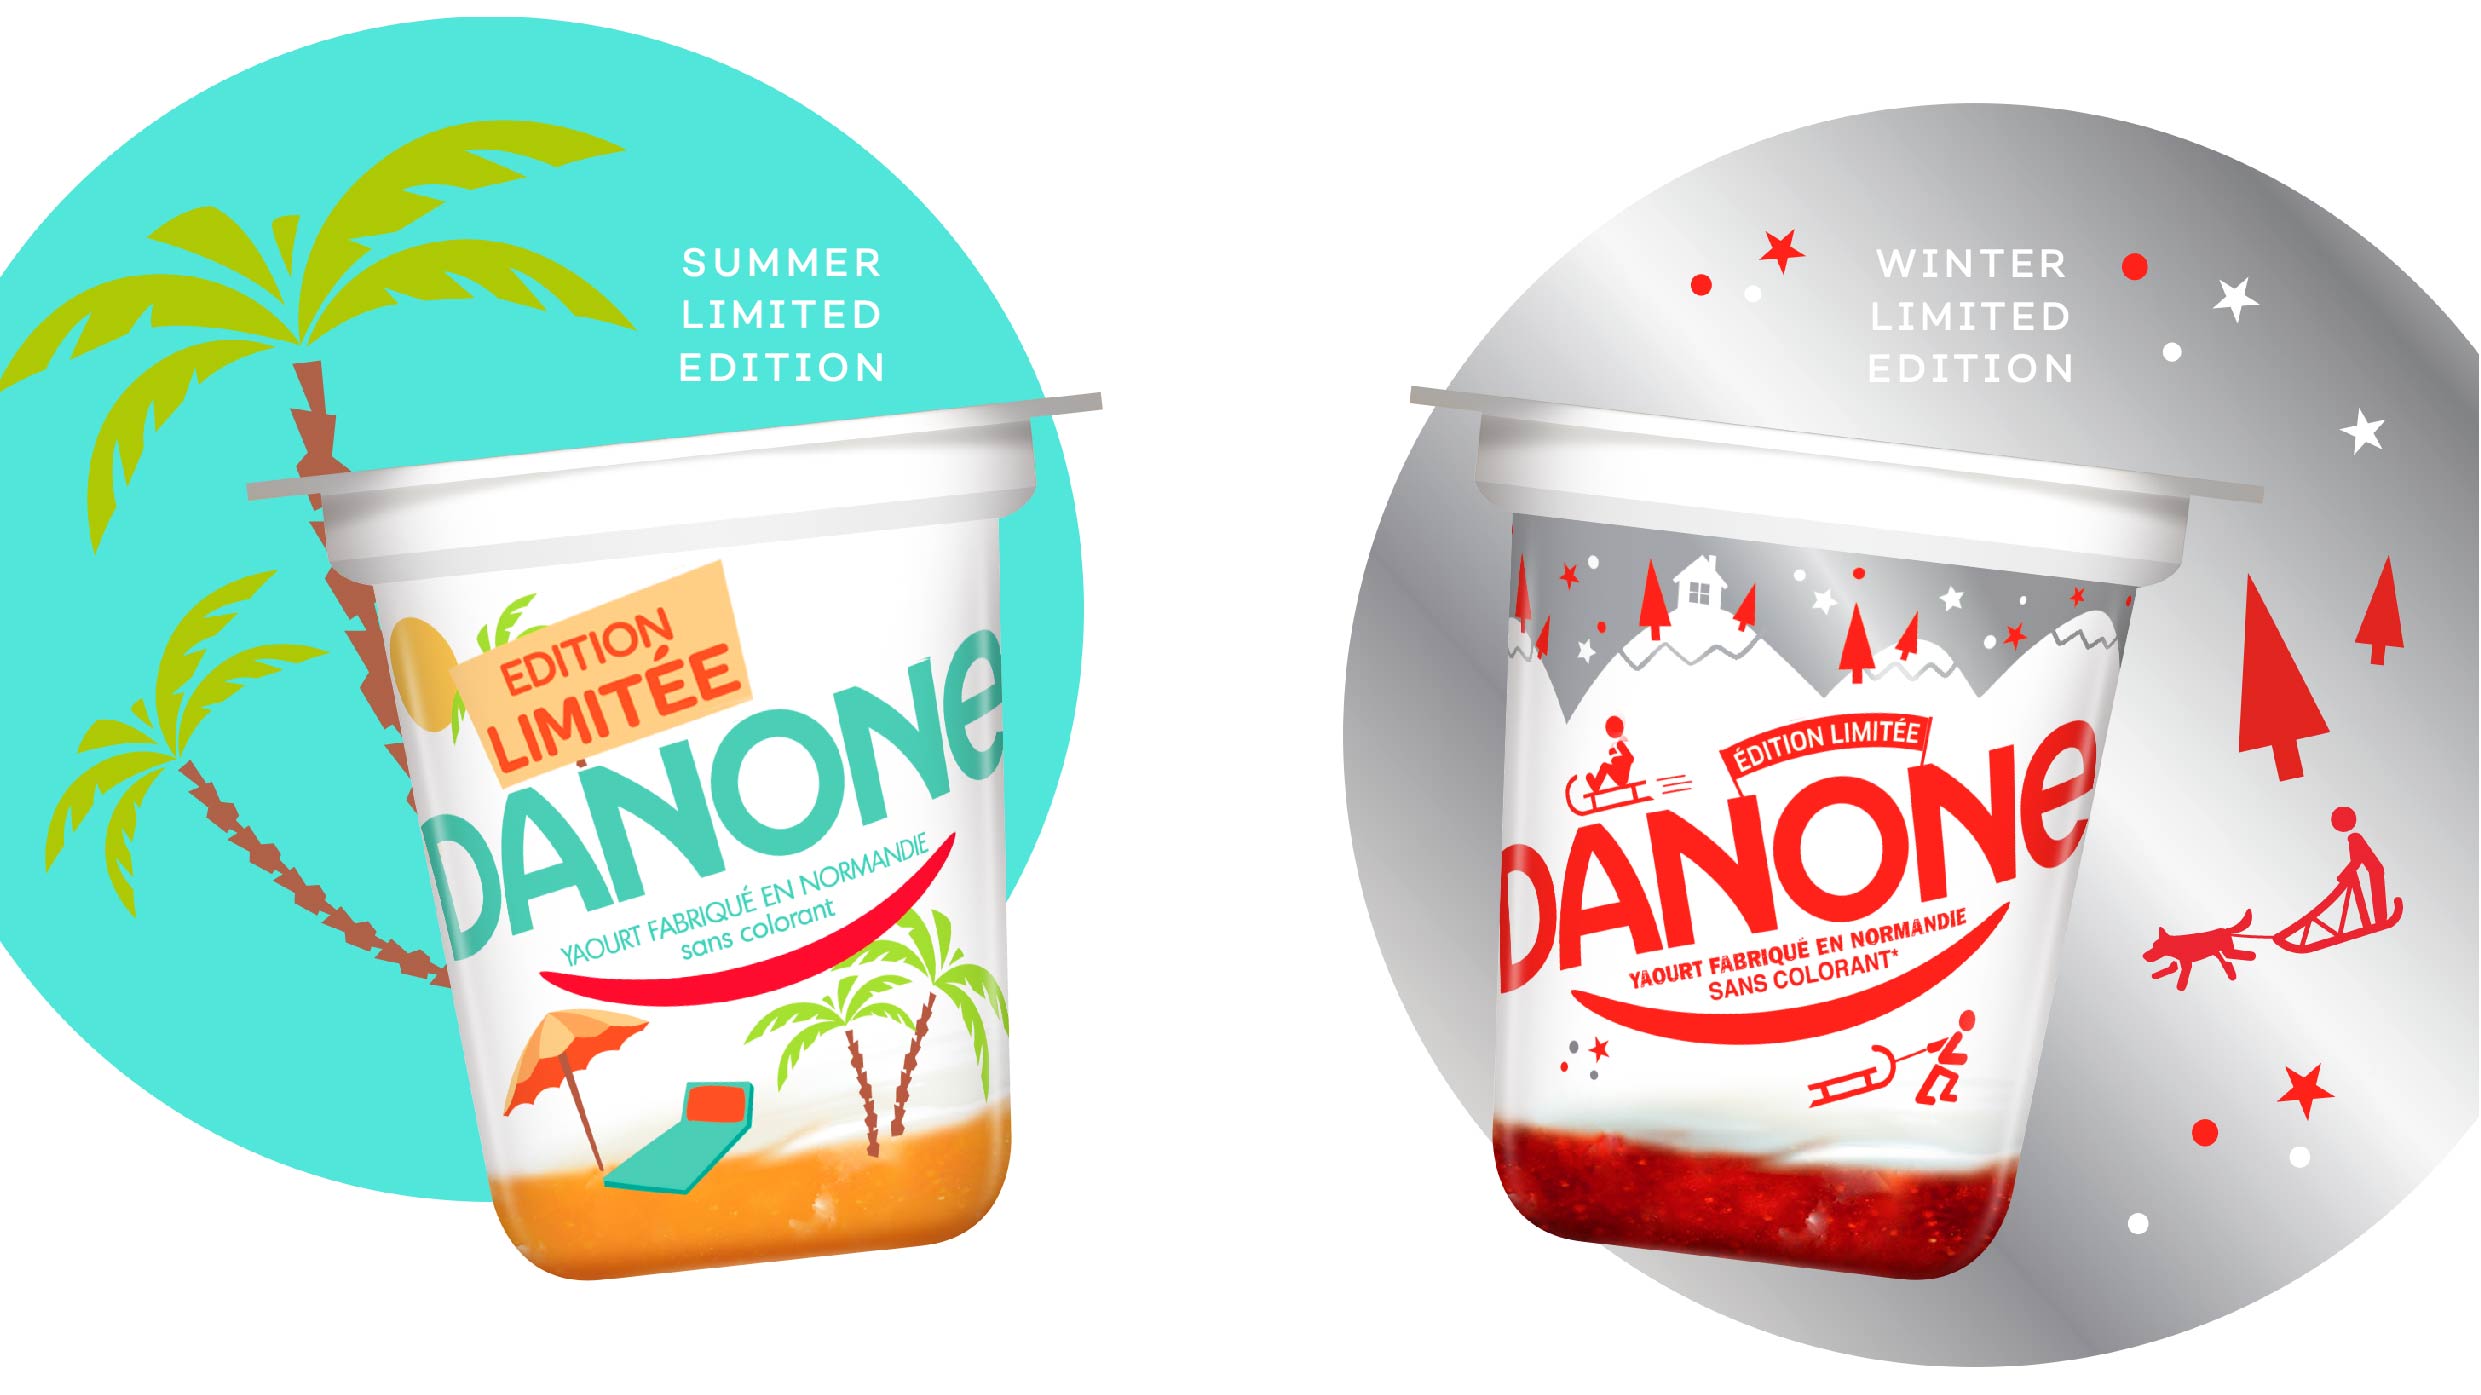 SUMMER
LIMITED
EDITION
EDITION
LIMITÉE
DANONe
YAOURT FABRIQUÉ EN NORMANDIE
sans colorant
WINTER
LIMITED
EDITION
ÉDITION LIMITÉE
DANONe
YAOURT FABRIQUÉ EN NORMANDIE
SANS COLORANT*